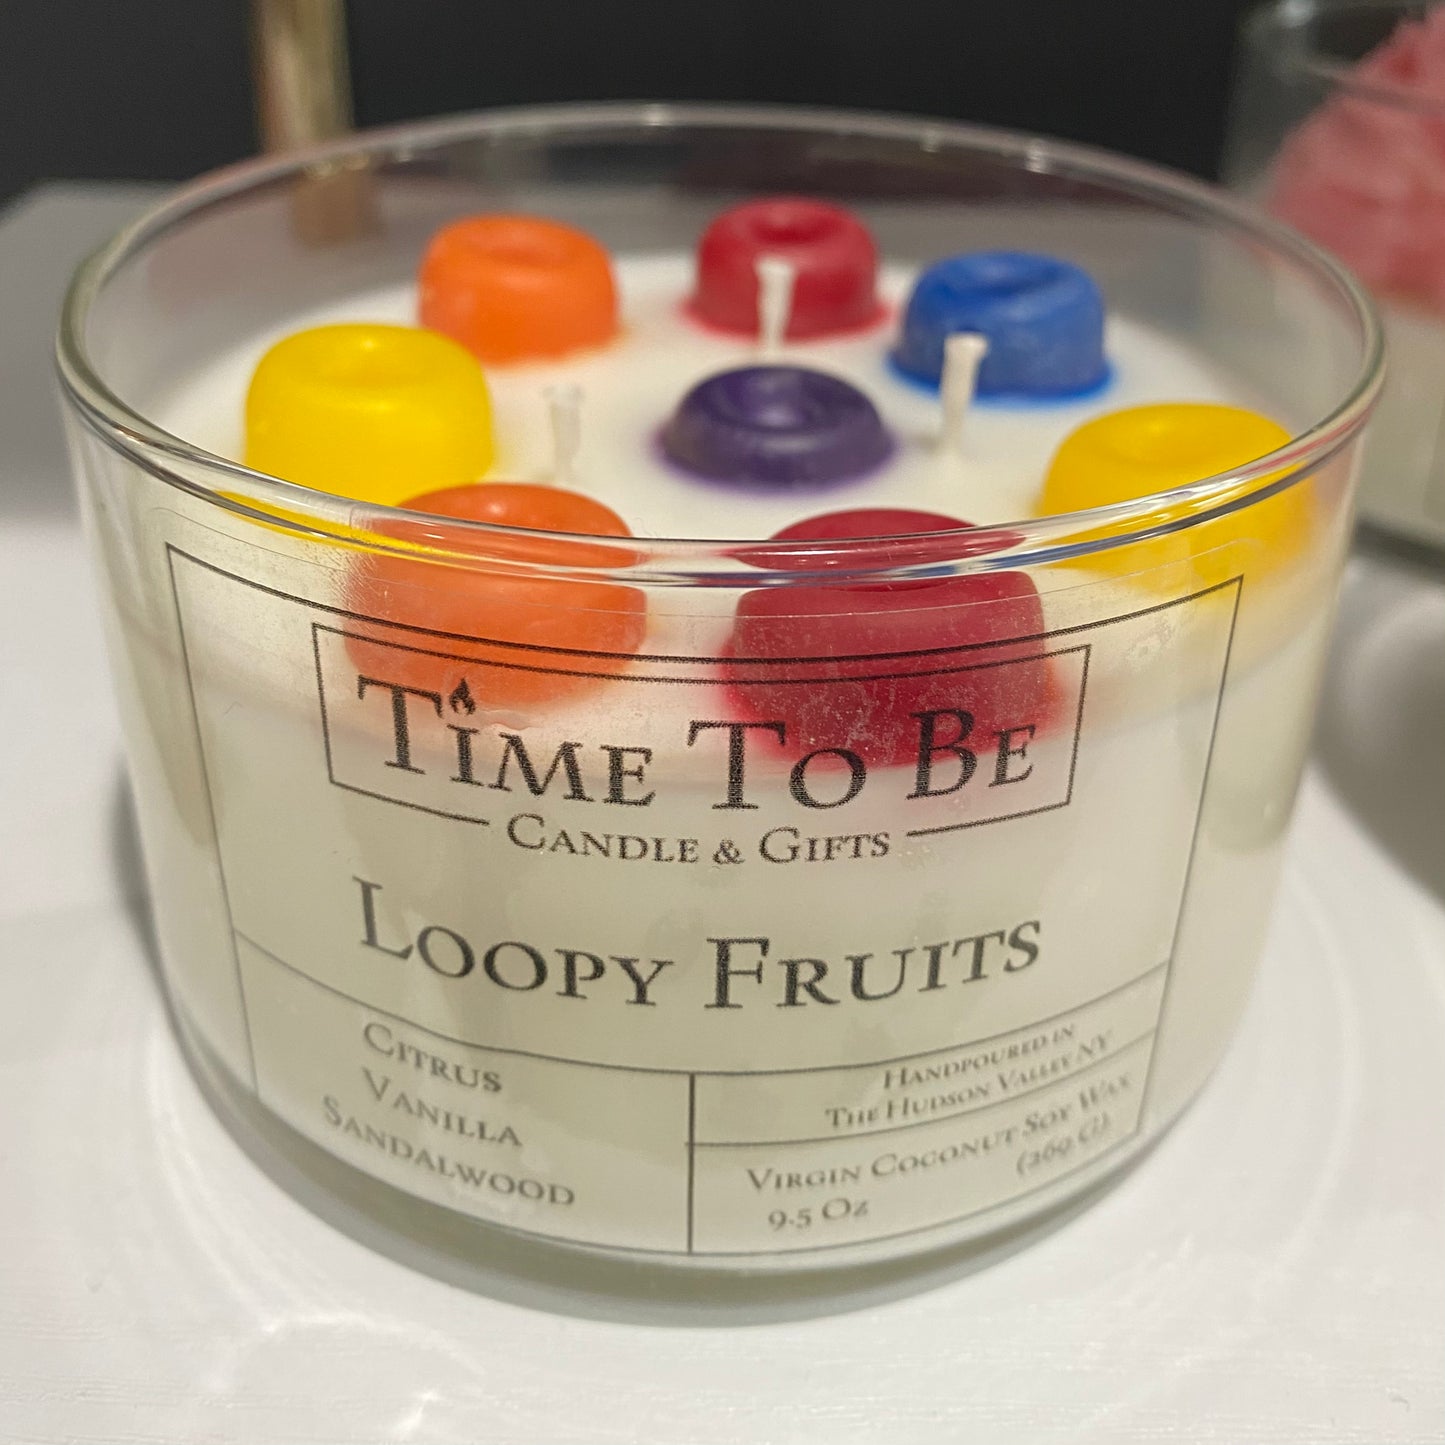 TIME TO BE
CANDLE & GIFTS
LOOPY FRUITS
CITRUS
VANILLA
SANDALWOOD
HANDPOURED IN
THE HUDSON VALLEY NY
VIRGIN COCONUT SOY WAX
9.5 OZ (269 G)